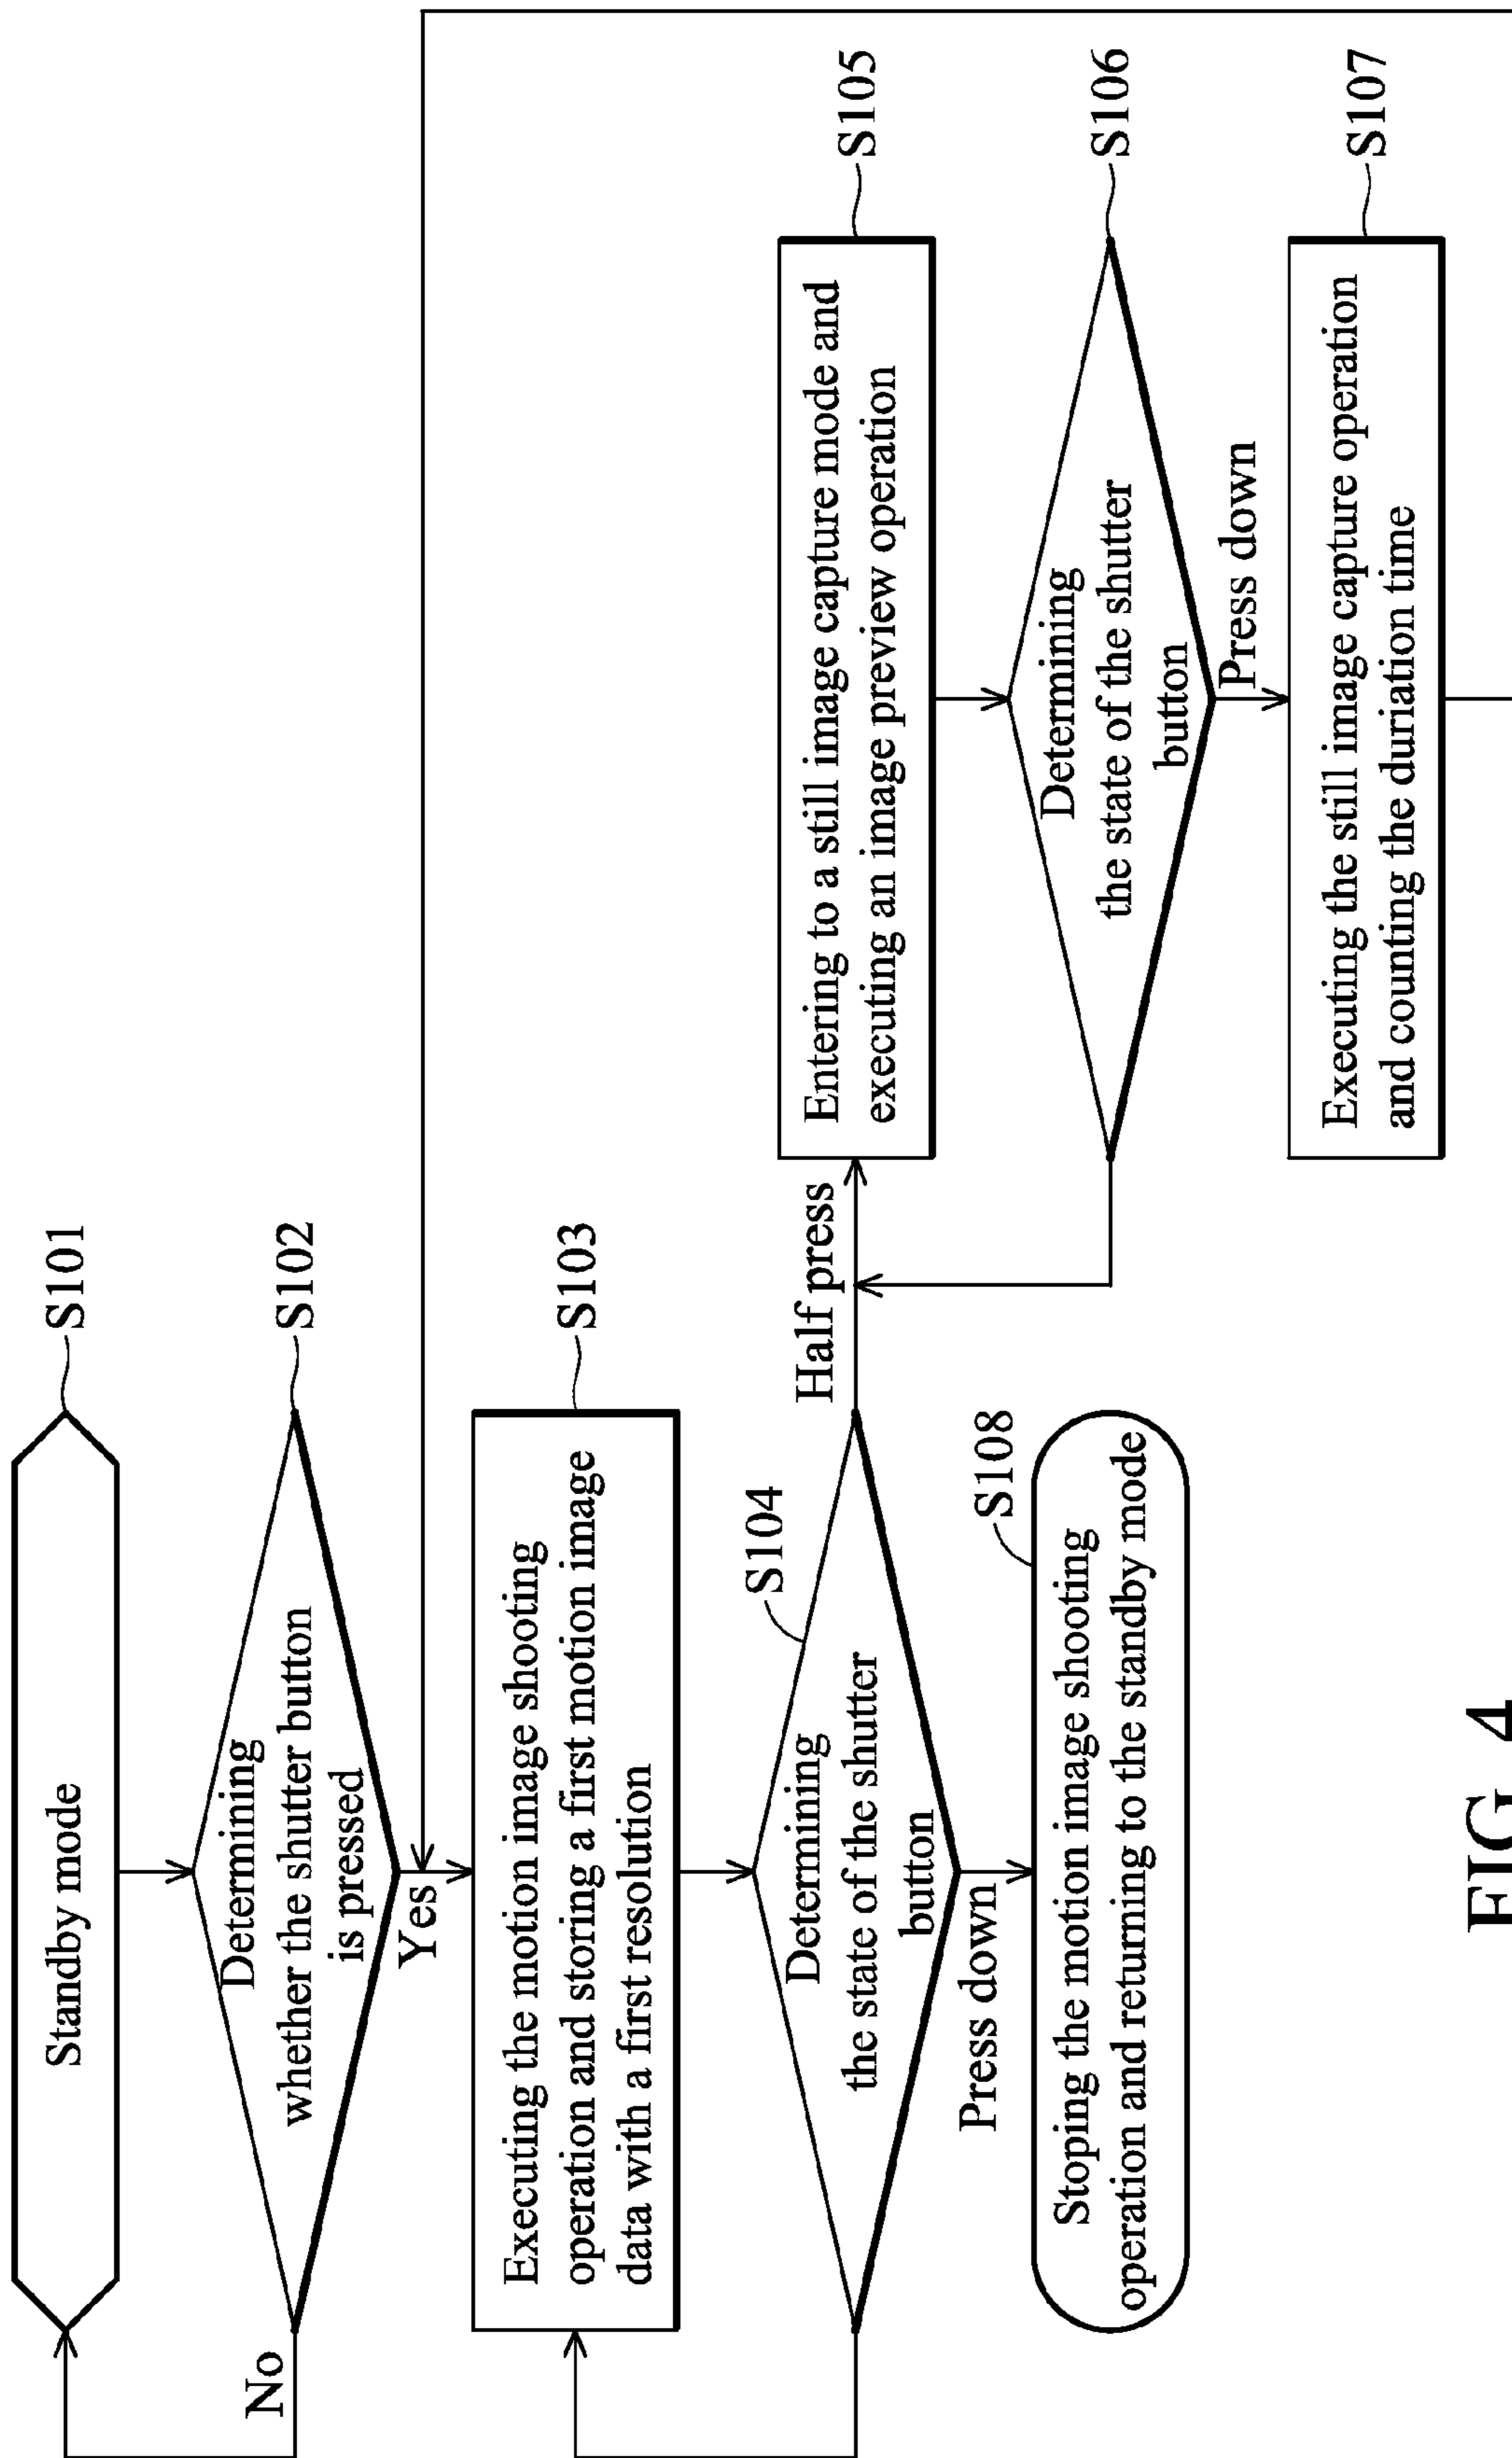 Standby mode
S101
Determining
whether the shutter button
is pressed
S102
No
Yes
Executing the motion image shooting
operation and storing a first motion image
data with a first resolution
S103
Determining
the state of the shutter
button
S104
Half press
Press down
Entering to a still image capture mode and
executing an image preview operation
S105
Determining
the state of the shutter
button
S106
Press down
Executing the still image capture operation
and counting the duriation time
S107
Stoping the motion image shooting
operation and returning to the standby mode
S108
FIG. 4